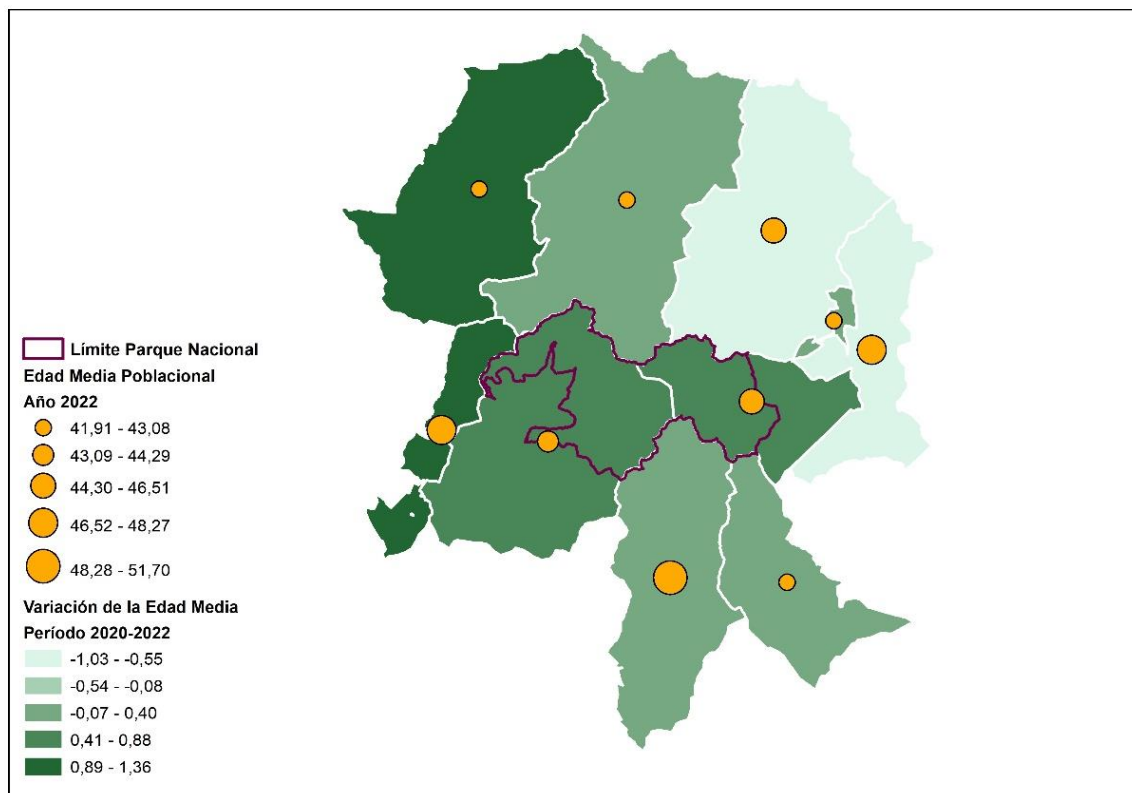 Límite Parque Nacional
Edad Media Poblacional
Año 2022
41,91 - 43,08
43,09 - 44,29
44,30 - 46,51
46,52 - 48,27
48,28 - 51,70
Variación de la Edad Media
Período 2020-2022
-1,03 - -0,55
-0,54 - -0,08
-0,07 - 0,40
0,41 - 0,88
0,89 - 1,36